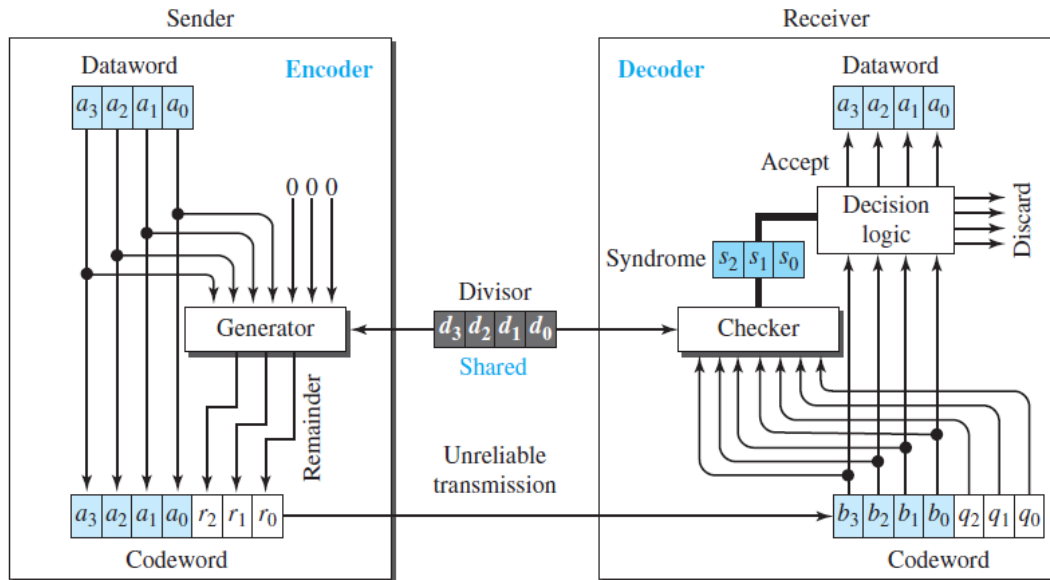 Sender
Encoder
Dataword
a3 a2 a1 a0
0 0 0
Generator
Remainder
a3 a2 a1 a0 r2 r1 r0
Codeword
Divisor
d3 d2 d1 d0
Shared
Unreliable
transmission
Receiver
Decoder
Dataword
a3 a2 a1 a0
Accept
Decision
logic
Discard
Syndrome s2 s1 s0
Checker
b3 b2 b1 b0 q2 q1 q0
Codeword